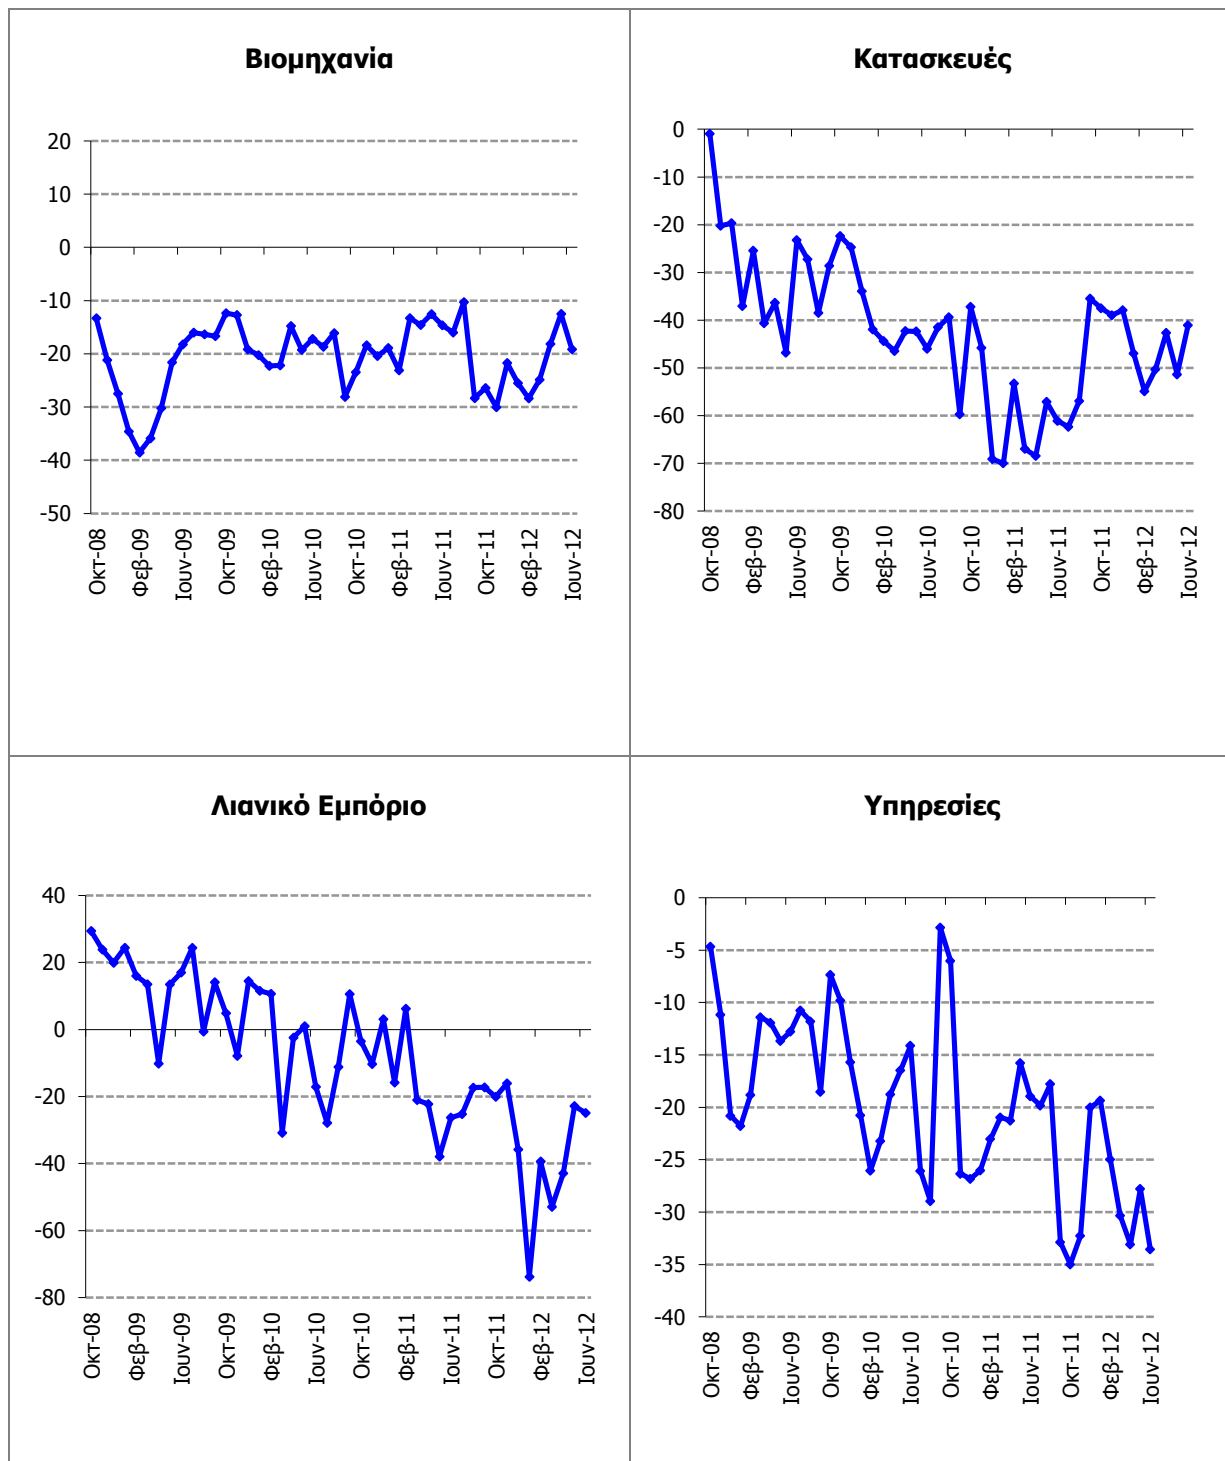 Βιομηχανία
20
10
0
-10
-20
-30
-40
-50
Οκτ-08
Φεβ-09
Ιουν-09
Οκτ-09
Φεβ-10
Ιουν-10
Οκτ-10
Φεβ-11
Ιουν-11
Οκτ-11
Φεβ-12
Ιουν-12
Κατασκευές
0
-10
-20
-30
-40
-50
-60
-70
-80
Οκτ-08
Φεβ-09
Ιουν-09
Οκτ-09
Φεβ-10
Ιουν-10
Οκτ-10
Φεβ-11
Ιουν-11
Οκτ-11
Φεβ-12
Ιουν-12
Λιανικό Εμπόριο
40
20
0
-20
-40
-60
-80
Οκτ-08
Φεβ-09
Ιουν-09
Οκτ-09
Φεβ-10
Ιουν-10
Οκτ-10
Φεβ-11
Ιουν-11
Οκτ-11
Φεβ-12
Ιουν-12
Υπηρεσίες
0
-5
-10
-15
-20
-25
-30
-35
-40
Οκτ-08
Φεβ-09
Ιουν-09
Οκτ-09
Φεβ-10
Ιουν-10
Οκτ-10
Φεβ-11
Ιουν-11
Οκτ-11
Φεβ-12
Ιουν-12